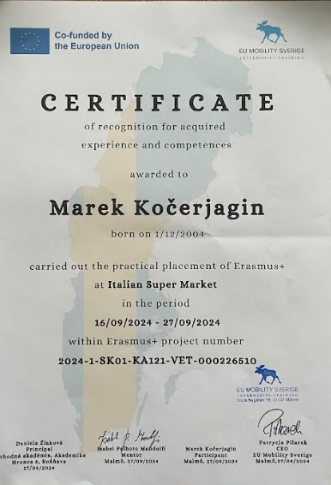 Co-funded by
the European Union
EU MOBILITY SVERIGE
INTERNSHIPS+TRAINING
CERTIFICATE
of recognition for acquired
experience and competences
awarded to
Marek Kočerjagin
born on 1/12/2004
carried out the practical placement of Erasmus+
at Italian Super Market
in the period
16/09/2024 - 27/09/2024
within Erasmus+ project number
2024-1-SK01-KA121-VET-000226510
EU MOBILITY SVERIGE
INTERNSHIPS+TRAINING
Daniela Žisková
Principal
chodná akadémia, Akademika
Hronca 8, Rožňava
27/09/2024
Isabel Peixoto Mandolfi
Mentor
Malmö, 27/09/2024
Marek Kočerjagin
Participant
Malmö, 27/09/2024
Patrycja Pilarek
CEO
EU Mobility Sverige
Malmö, 27/09/2024